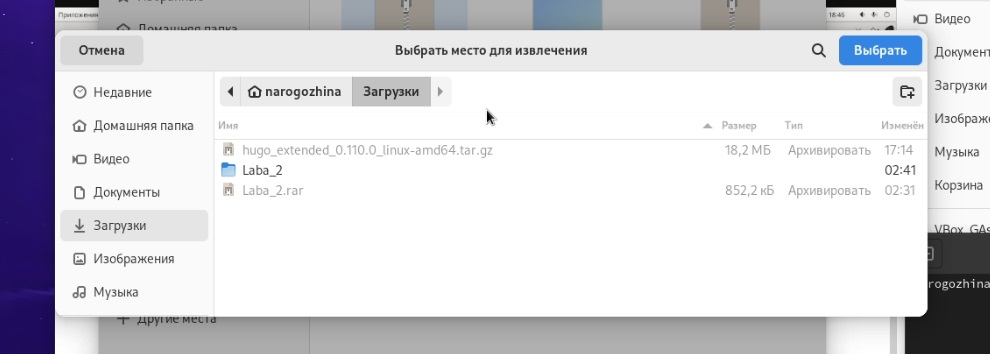 Приложения
18:45
Домашняя папка
Видео
Документ
Загрузки
Изображе
Музыка
Корзина
VBox_GAs
rogozhina
Отмена
Выбрать место для извлечения
Выбрать
Недавние
Домашняя папка
Видео
Документы
Загрузки
Изображения
Музыка
Другие места
narogozhina
Загрузки
Имя Размер Тип Изменён
hugo_extended_0.110.0_linux-amd64.tar.gz 18,2 МБ Архивировать 17:14
Laba_2 02:41
Laba_2.rar 852,2 кБ Архивировать 02:31